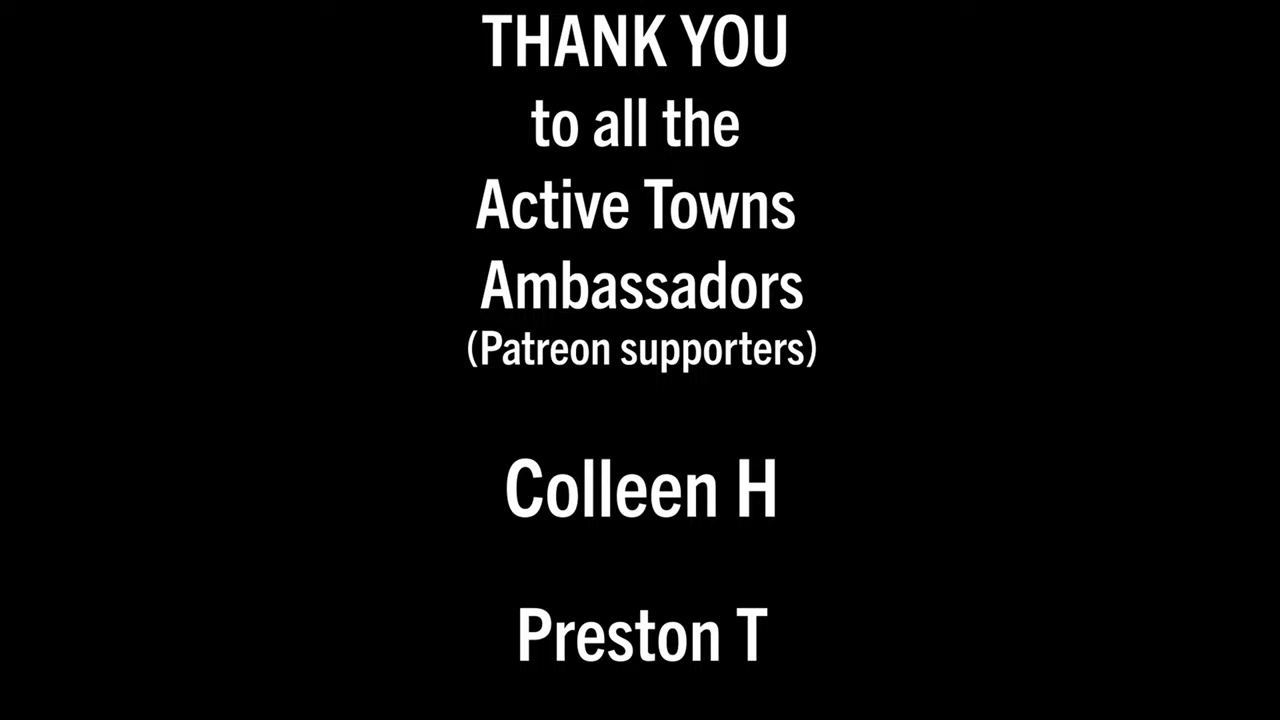 THANK YOU
to all the
Active Towns
Ambassadors
(Patreon supporters)
Colleen H
Preston T